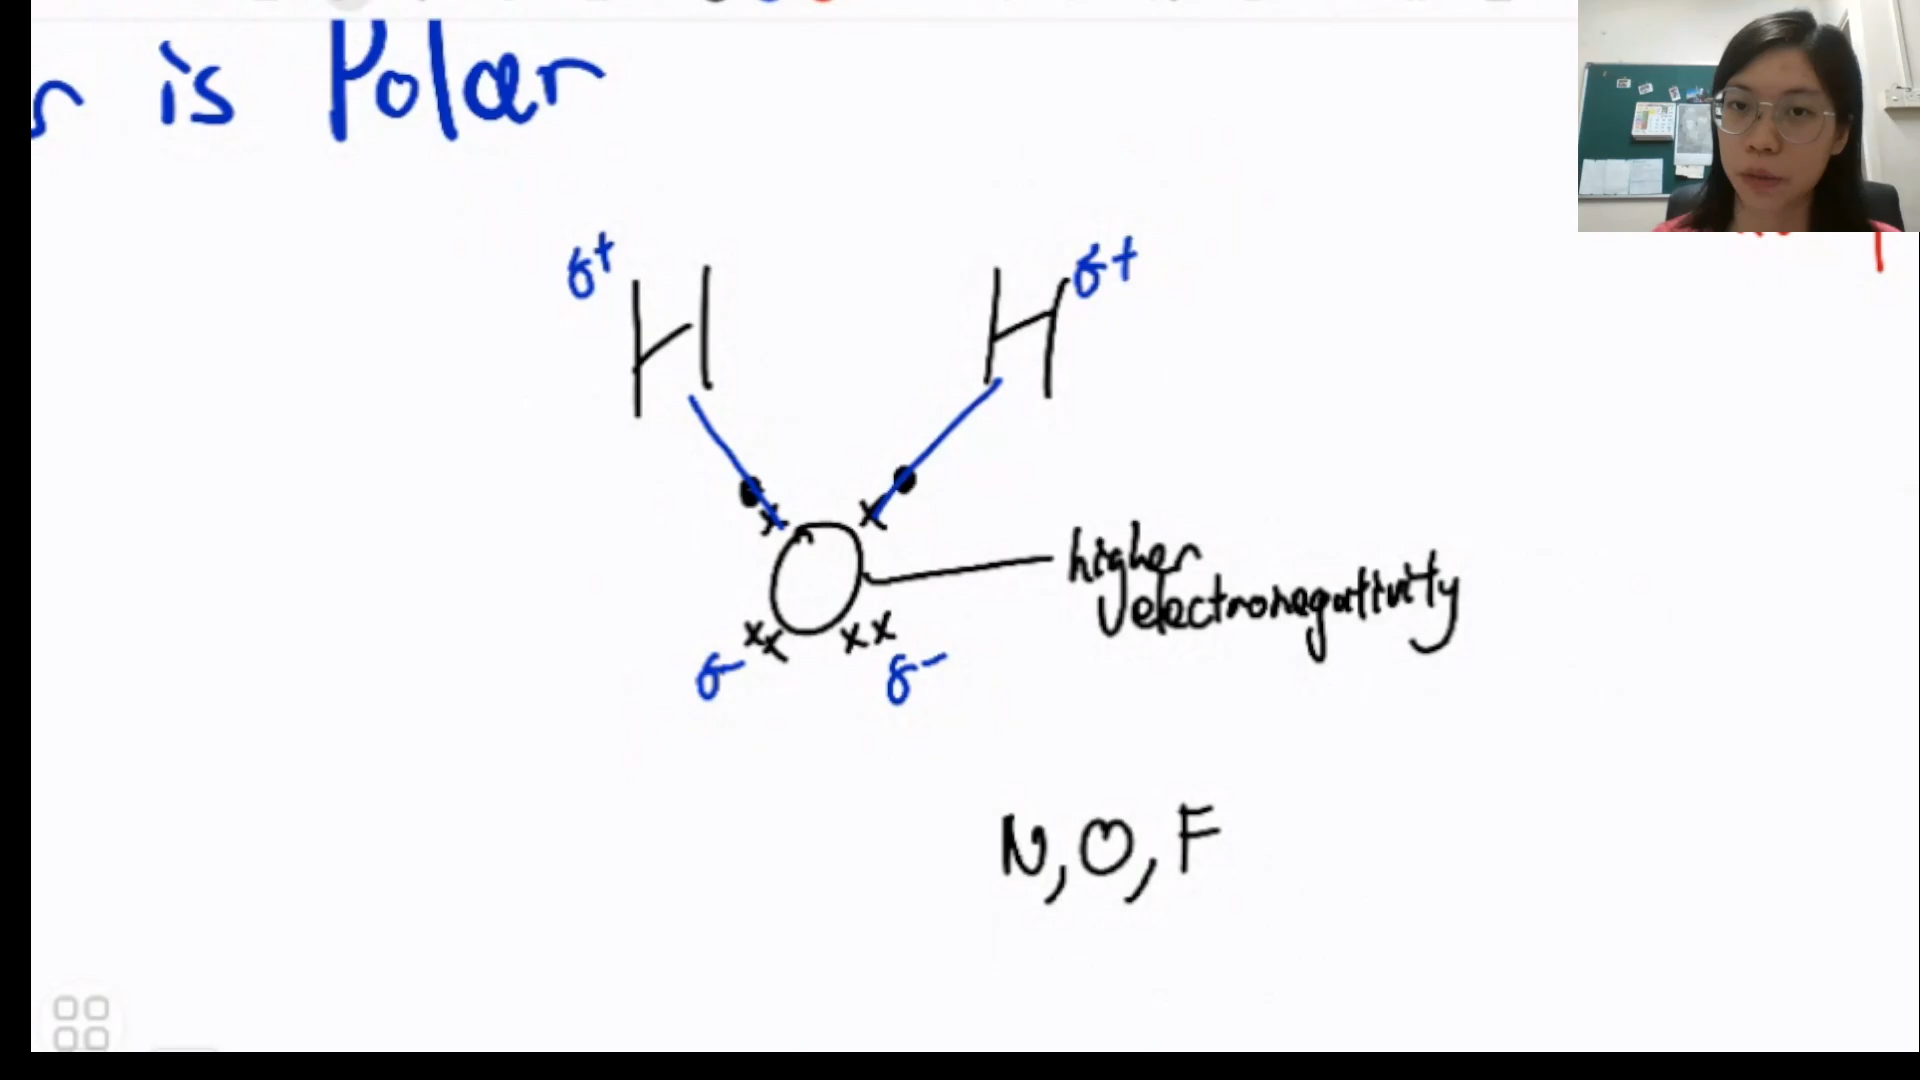 r is Polar
δ+ δ+
H H
O
higher
electronegativity
δ- δ-
N, O, F